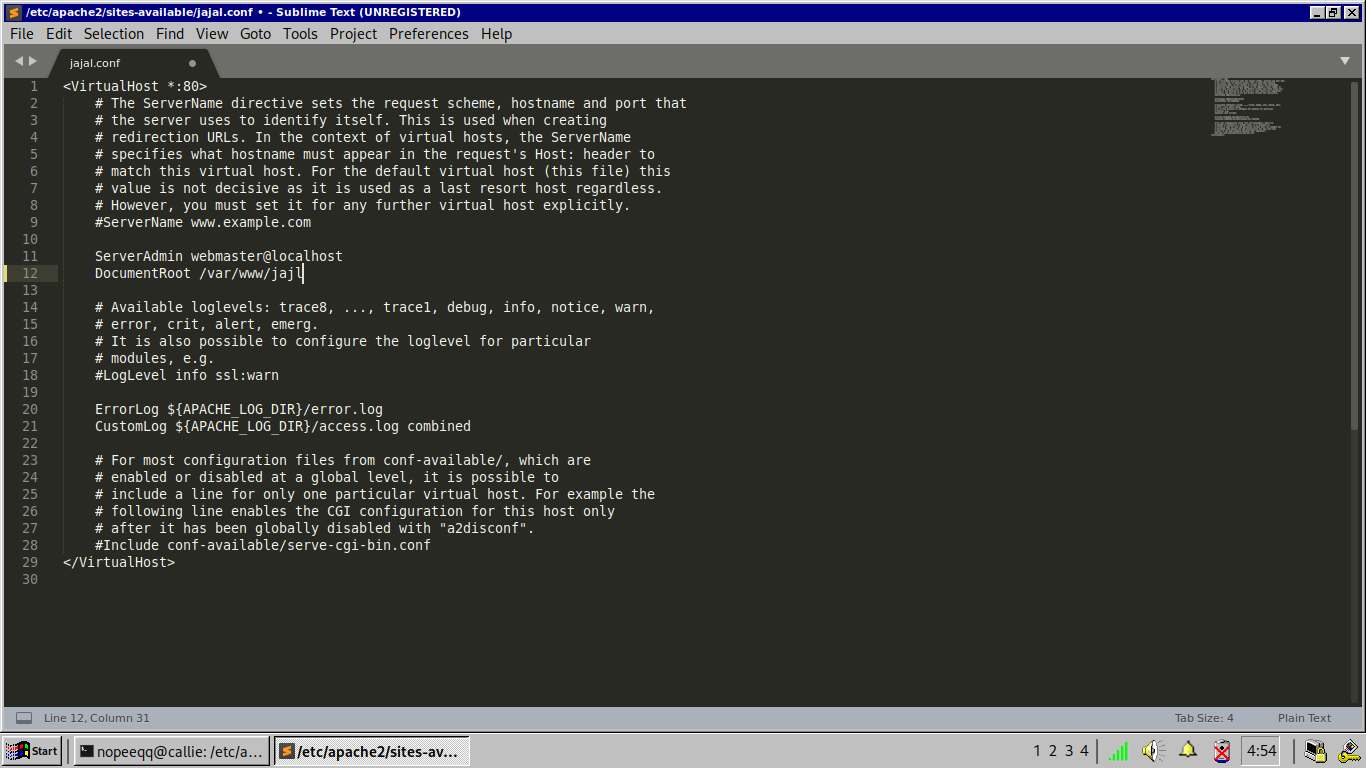 /etc/apache2/sites-available/jajal.conf • - Sublime Text (UNREGISTERED)
File Edit Selection Find View Goto Tools Project Preferences Help
jajal.conf
1 <VirtualHost *:80>
2 # The ServerName directive sets the request scheme, hostname and port that
3 # the server uses to identify itself. This is used when creating
4 # redirection URLs. In the context of virtual hosts, the ServerName
5 # specifies what hostname must appear in the request's Host: header to
6 # match this virtual host. For the default virtual host (this file) this
7 # value is not decisive as it is used as a last resort host regardless.
8 # However, you must set it for any further virtual host explicitly.
9 #ServerName www.example.com
10
11 ServerAdmin webmaster@localhost
12 DocumentRoot /var/www/jajl
13
14 # Available loglevels: trace8, ..., trace1, debug, info, notice, warn,
15 # error, crit, alert, emerg.
16 # It is also possible to configure the loglevel for particular
17 # modules, e.g.
18 #LogLevel info ssl:warn
19
20 ErrorLog ${APACHE_LOG_DIR}/error.log
21 CustomLog ${APACHE_LOG_DIR}/access.log combined
22
23 # For most configuration files from conf-available/, which are
24 # enabled or disabled at a global level, it is possible to
25 # include a line for only one particular virtual host. For example the
26 # following line enables the CGI configuration for this host only
27 # after it has been globally disabled with "a2disconf".
28 #Include conf-available/serve-cgi-bin.conf
29 </VirtualHost>
30
Line 12, Column 31 Tab Size: 4 Plain Text
Start nopeeqq@callie: /etc/a... /etc/apache2/sites-av... 1 2 3 4 4:54